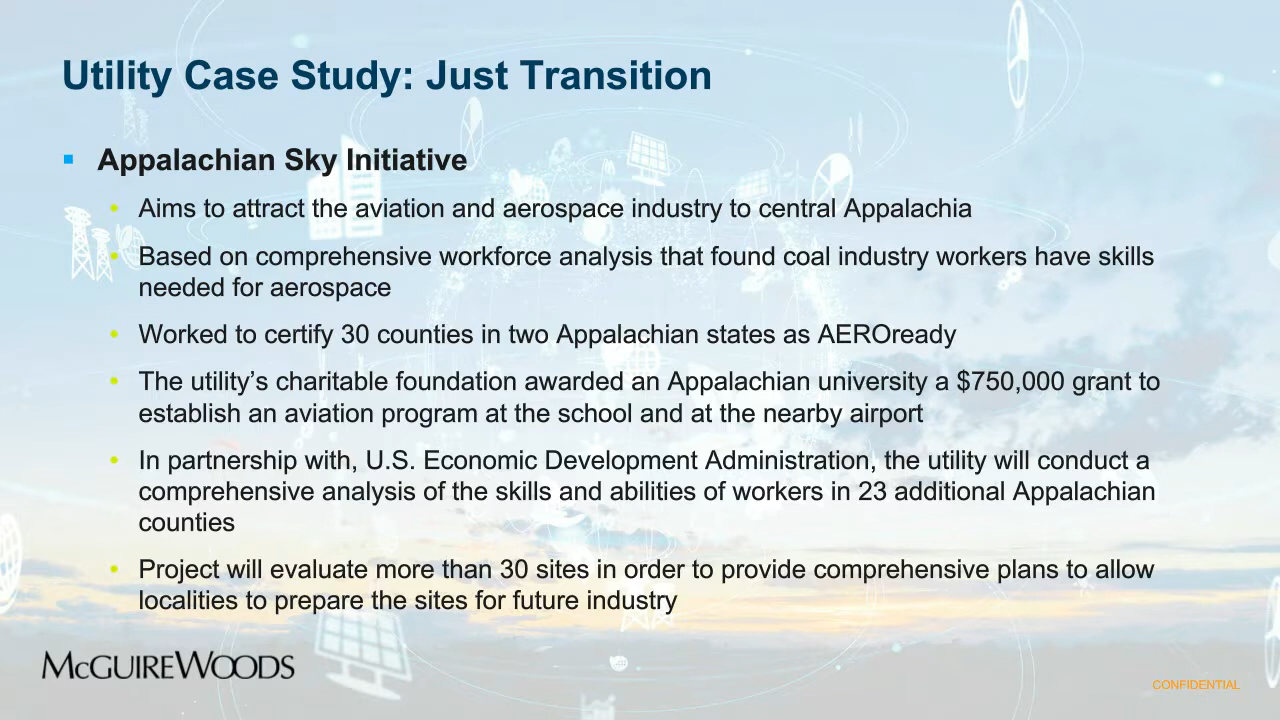 Utility Case Study: Just Transition
▪ Appalachian Sky Initiative
• Aims to attract the aviation and aerospace industry to central Appalachia
• Based on comprehensive workforce analysis that found coal industry workers have skills
needed for aerospace
• Worked to certify 30 counties in two Appalachian states as AEROready
• The utility’s charitable foundation awarded an Appalachian university a $750,000 grant to
establish an aviation program at the school and at the nearby airport
• In partnership with, U.S. Economic Development Administration, the utility will conduct a
comprehensive analysis of the skills and abilities of workers in 23 additional Appalachian
counties
• Project will evaluate more than 30 sites in order to provide comprehensive plans to allow
localities to prepare the sites for future industry
McGUIREWOODS
CONFIDENTIAL